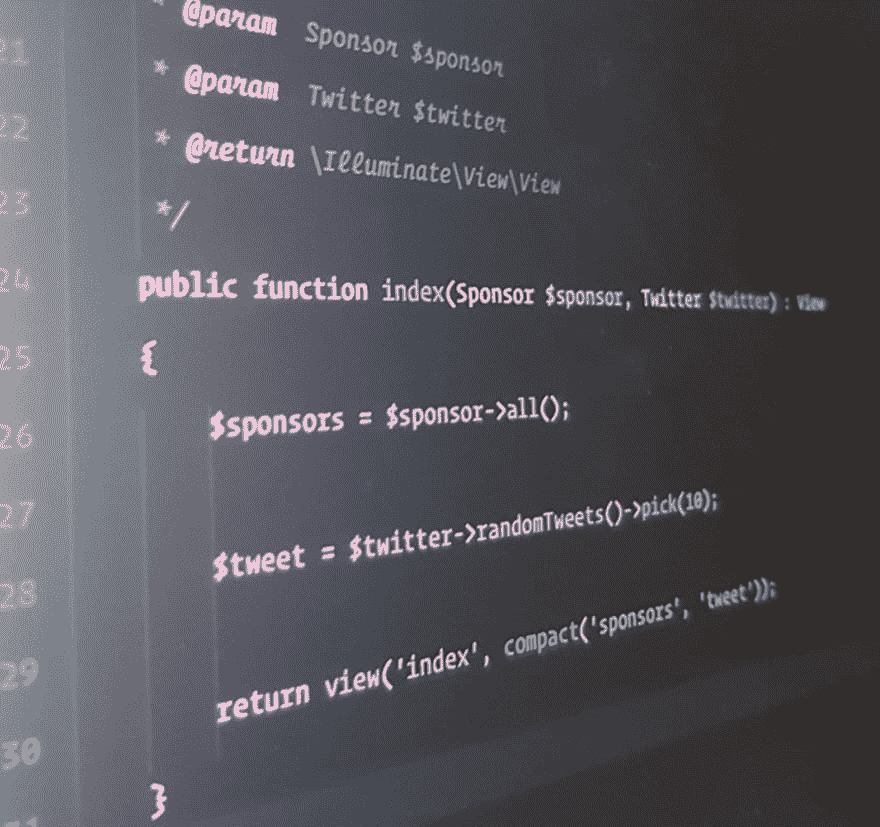 * @param Sponsor $sponsor
21
* @param Twitter $twitter
22
* @return \Illuminate\View\View
23
*/
24
public function index(Sponsor $sponsor, Twitter $twitter) : View
25
{
26
$sponsors = $sponsor->all();
27
28
$tweet = $twitter->randomTweets()->pick(10);
29
30
return view('index', compact('sponsors', 'tweet'));
}